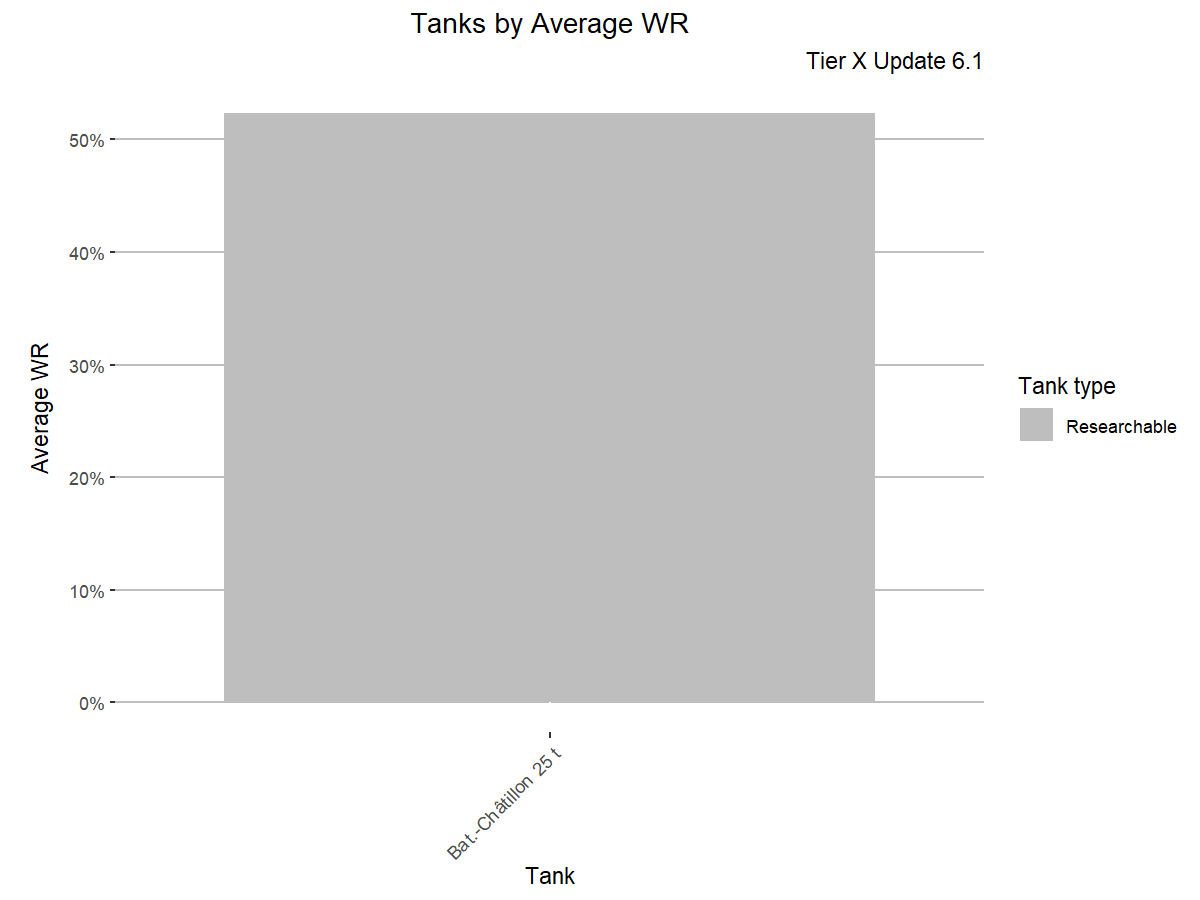 Tanks by Average WR
Tier X Update 6.1
Average WR
50%
40%
30%
20%
10%
0%
Bat.-Châtillon 25 t
Tank
Tank type
Researchable